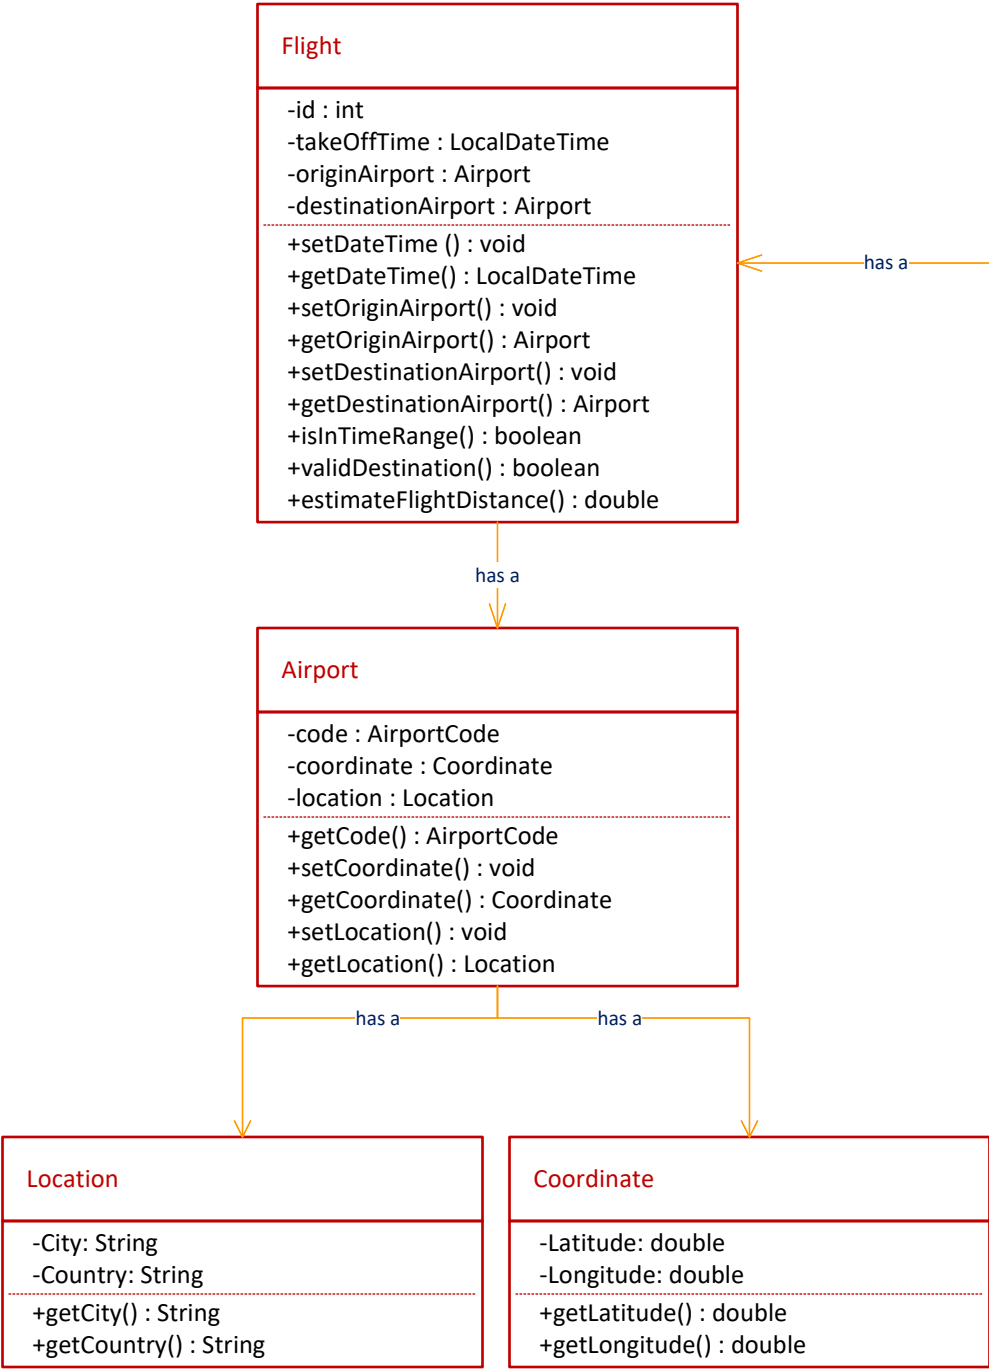 Flight
-id : int
-takeOffTime : LocalDateTime
-originAirport : Airport
-destinationAirport : Airport
+setDateTime () : void
+getDateTime() : LocalDateTime
+setOriginAirport() : void
+getOriginAirport() : Airport
+setDestinationAirport() : void
+getDestinationAirport() : Airport
+isInTimeRange() : boolean
+validDestination() : boolean
+estimateFlightDistance() : double
has a
has a
Airport
-code : AirportCode
-coordinate : Coordinate
-location : Location
+getCode() : AirportCode
+setCoordinate() : void
+getCoordinate() : Coordinate
+setLocation() : void
+getLocation() : Location
has a
has a
Location
-City: String
-Country: String
+getCity() : String
+getCountry() : String
Coordinate
-Latitude: double
-Longitude: double
+getLatitude() : double
+getLongitude() : double